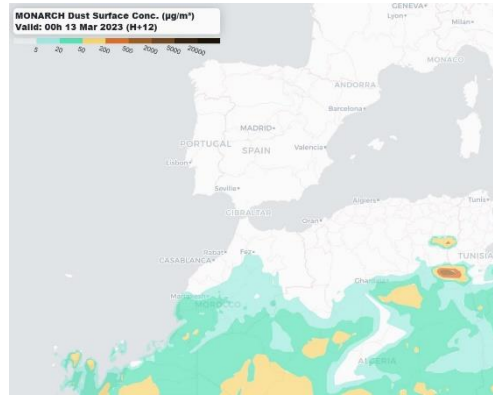 MONARCH Dust Surface Conc. (µg/m³)
Valid: 00h 13 Mar 2023 (H+12)
5 20 50 200 500 2000 5000 20000
GENEVA
Lyon
Milan
MONACO
ANDORRA
Barcelona
MADRID
PORTUGAL
SPAIN
Valencia
Lisbon
Sevilla
GIBRALTAR
Algiers
Tunis
Oran
Rabat
Fez
CASABLANCA
TUNISIA
Marrakesh
MOROCCO
ALGERIA